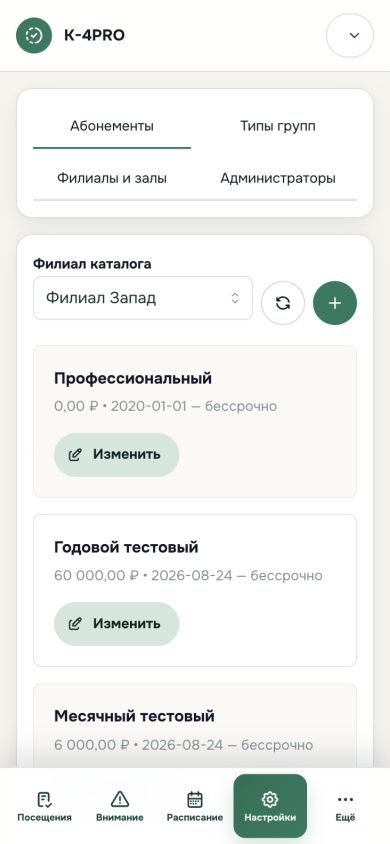 K-4PRO
Абонементы
Типы групп
Филиалы и залы
Администраторы
Филиал каталога
Филиал Запад
Профессиональный
0,00 ₽ • 2020-01-01 — бессрочно
Изменить
Годовой тестовый
60 000,00 ₽ • 2026-08-24 — бессрочно
Изменить
Месячный тестовый
6 000,00 ₽ • 2026-08-24 — бессрочно
Посещения
Внимание
Расписание
Настройки
Ещё